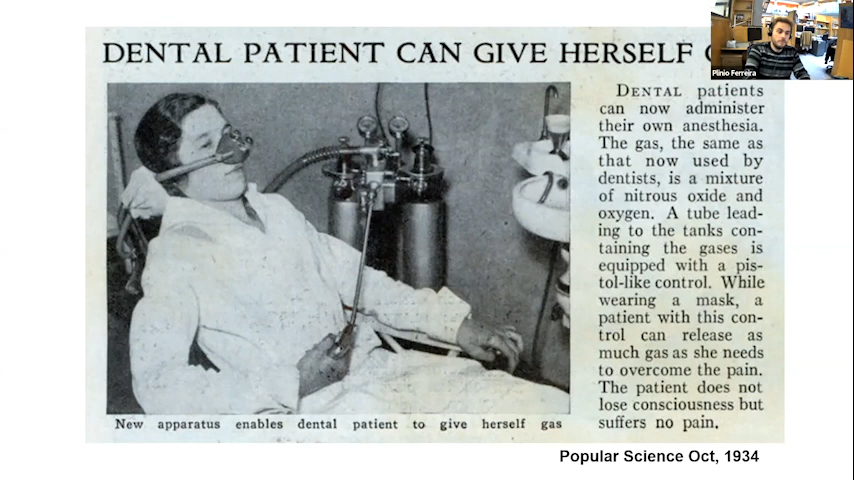 DENTAL PATIENT CAN GIVE HERSELF
Plinio Ferreira
DENTAL patients
can now administer
their own anesthesia.
The gas, the same as
that now used by
dentists, is a mixture
of nitrous oxide and
oxygen. A tube lead-
ing to the tanks con-
taining the gases is
equipped with a pis-
tol-like control. While
wearing a mask, a
patient with this con-
trol can release as
much gas as she needs
to overcome the pain.
The patient does not
lose consciousness but
suffers no pain.
New apparatus enables dental patient to give herself gas
Popular Science Oct, 1934